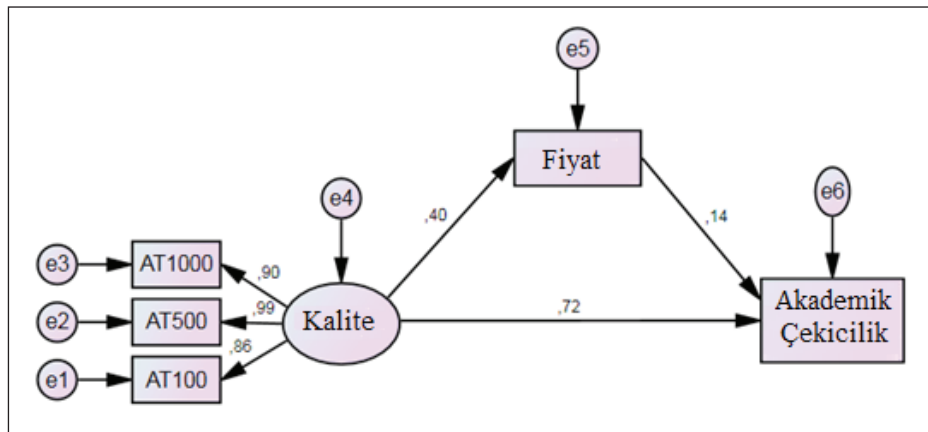 e5
Fiyat
e4
e6
,40
,14
e3
AT1000
,90
Akademik
Çekicilik
e2
AT500
,99
Kalite
,72
,86
e1
AT100